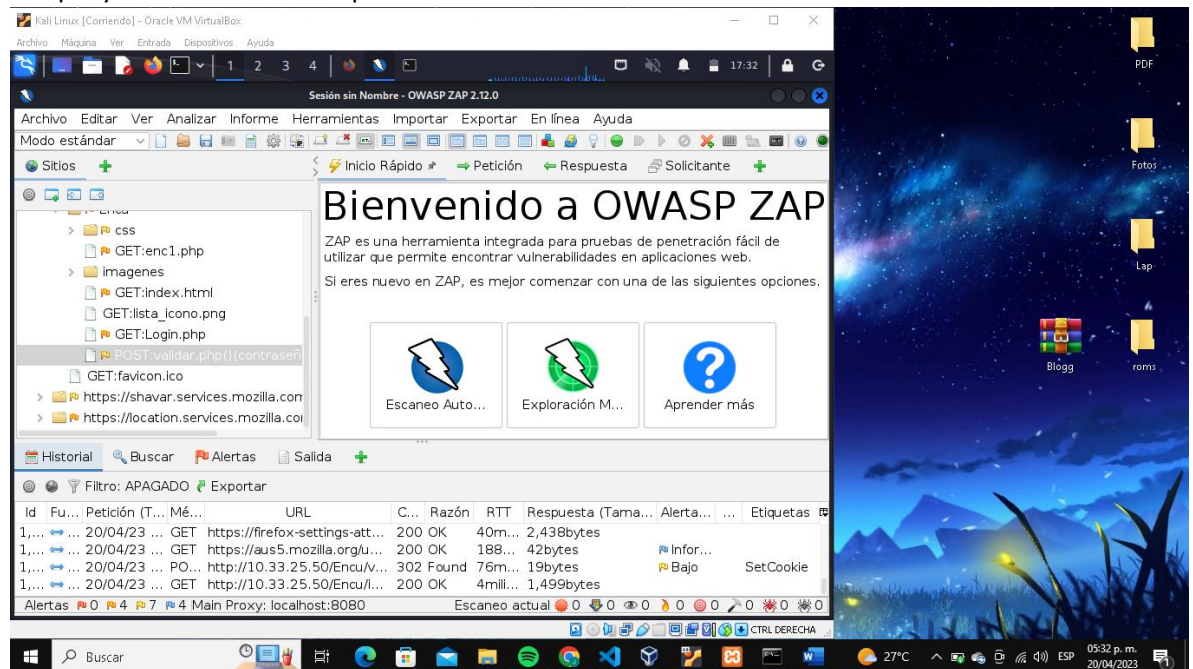 Kali Linux [Corriendo] - Oracle VM VirtualBox
Archivo Máquina Ver Entrada Dispositivos Ayuda
1 2 3 4 17:32
Sesión sin Nombre - OWASP ZAP 2.12.0
Archivo Editar Ver Analizar Informe Herramientas Importar Exportar En línea Ayuda
Modo estándar
Sitios
Inicio Rápido Petición Respuesta Solicitante
css
GET:enc1.php
imagenes
GET:index.html
GET:lista_icono.png
GET:Login.php
POST:validar.php()(contraseñ
GET:favicon.ico
https://shavar.services.mozilla.com
https://location.services.mozilla.co
Bienvenido a OWASP ZAP
ZAP es una herramienta integrada para pruebas de penetración fácil de
utilizar que permite encontrar vulnerabilidades en aplicaciones web.
Si eres nuevo en ZAP, es mejor comenzar con una de las siguientes opciones.
Escaneo Auto... Exploración M... Aprender más
Historial Buscar Alertas Salida
Filtro: APAGADO Exportar
Id Fu... Petición (T... Mé... URL C... Razón RTT Respuesta (Tama... Alerta... ... Etiquetas
1,... ... 20/04/23 ... GET https://firefox-settings-att... 200 OK 40m... 2,438bytes
1,... ... 20/04/23 ... GET https://aus5.mozilla.org/u... 200 OK 188... 42bytes Infor...
1,... ... 20/04/23 ... PO... http://10.33.25.50/Encu/v... 302 Found 76m... 19bytes Bajo SetCookie
1,... ... 20/04/23 ... GET http://10.33.25.50/Encu/i... 200 OK 4mili... 1,499bytes
Alertas 0 4 7 4 Main Proxy: localhost:8080 Escaneo actual 0 0 0 0 0 0 0 0
CTRL DERECHA
PDF
Fotos
Lap
Blogg
roms
Buscar
27°C ESP 05:32 p. m.
20/04/2023